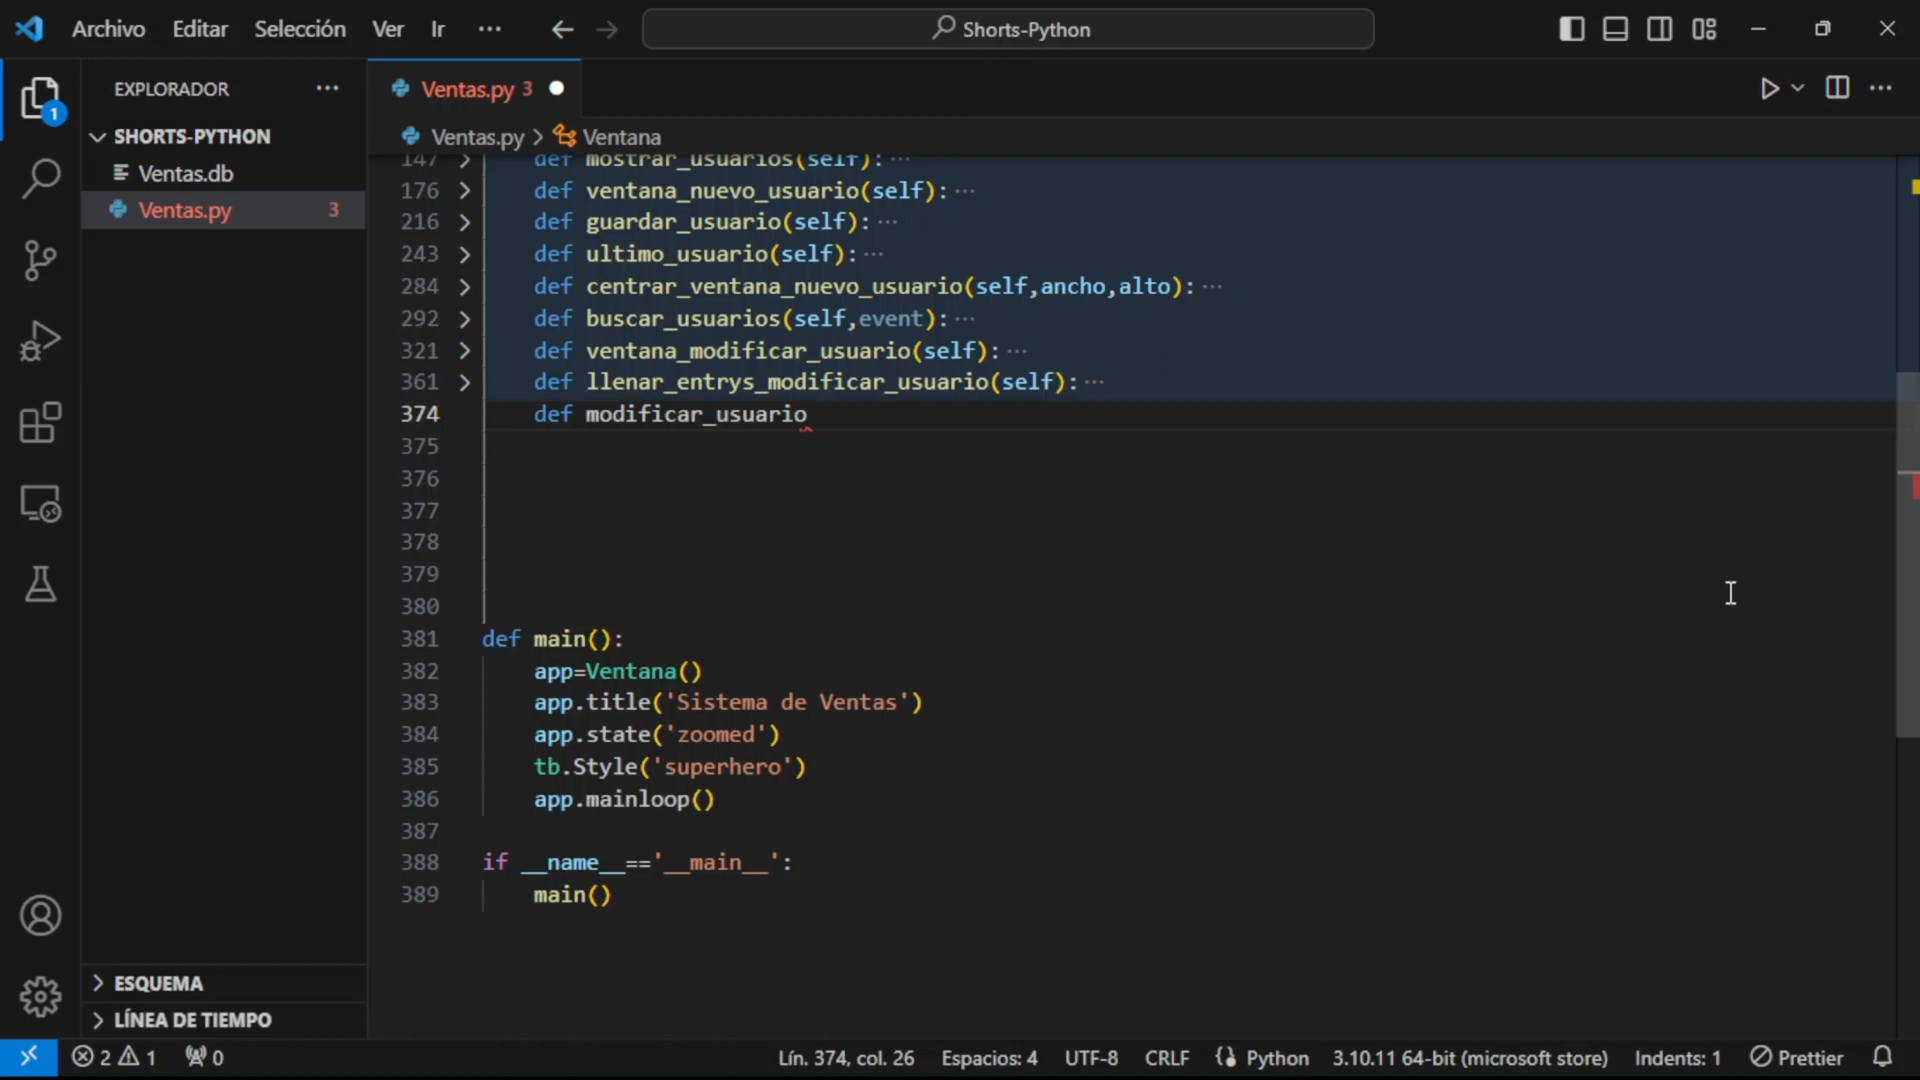 Archivo Editar Selección Ver Ir ··· Shorts-Python
EXPLORADOR ···
SHORTS-PYTHON
Ventas.db
Ventas.py 3
1
Ventas.py 3
Ventas.py > Ventana
147 def mostrar_usuarios(self): ···
176 def ventana_nuevo_usuario(self): ···
216 def guardar_usuario(self): ···
243 def ultimo_usuario(self): ···
284 def centrar_ventana_nuevo_usuario(self,ancho,alto): ···
292 def buscar_usuarios(self,event): ···
321 def ventana_modificar_usuario(self): ···
361 def llenar_entrys_modificar_usuario(self): ···
374 def modificar_usuario
375
376
377
378
379
380
381 def main():
382 app=Ventana()
383 app.title('Sistema de Ventas')
384 app.state('zoomed')
385 tb.Style('superhero')
386 app.mainloop()
387
388 if __name__=='__main__':
389 main()
ESQUEMA
LÍNEA DE TIEMPO
2 1 0 Lín. 374, col. 26 Espacios: 4 UTF-8 CRLF Python 3.10.11 64-bit (microsoft store) Indents: 1 Prettier